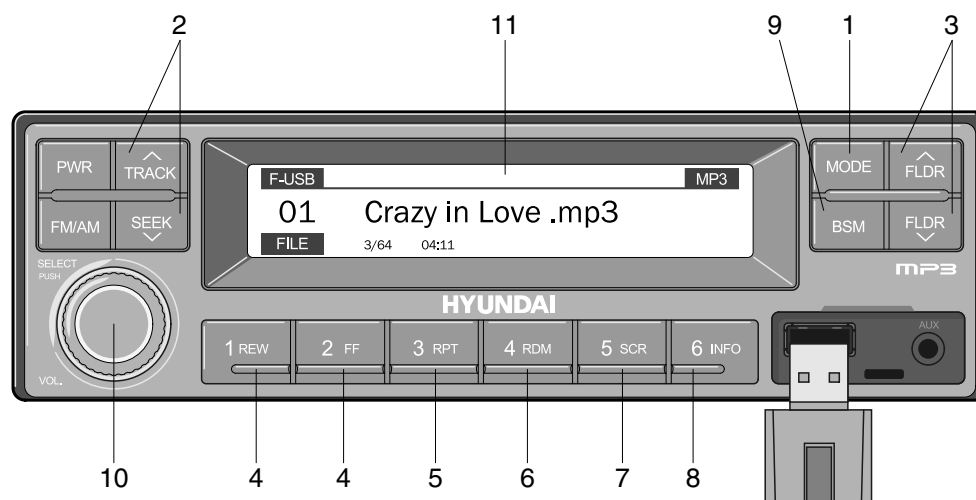 2 11 9 1 3
PWR TRACK
FM/AM SEEK
F-USB MP3
01 Crazy in Love .mp3
FILE 3/64 04:11
MODE FLDR
BSM FLDR
SELECT
PUSH
VOL.
HYUNDAI
MP3
1 REW 2 FF 3 RPT 4 RDM 5 SCR 6 INFO
AUX
10 4 4 5 6 7 8